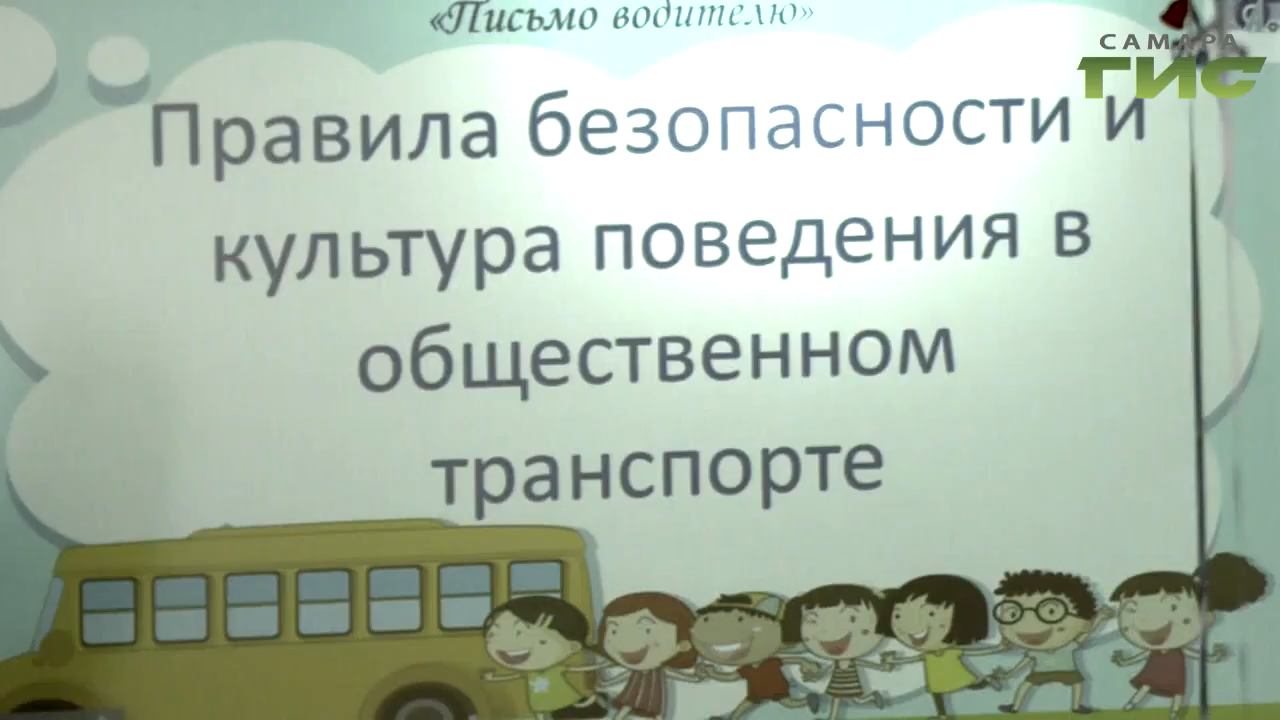 «Письмо водителю»
САМАРА
ГИС
Правила безопасности и
культура поведения в
общественном
транспорте